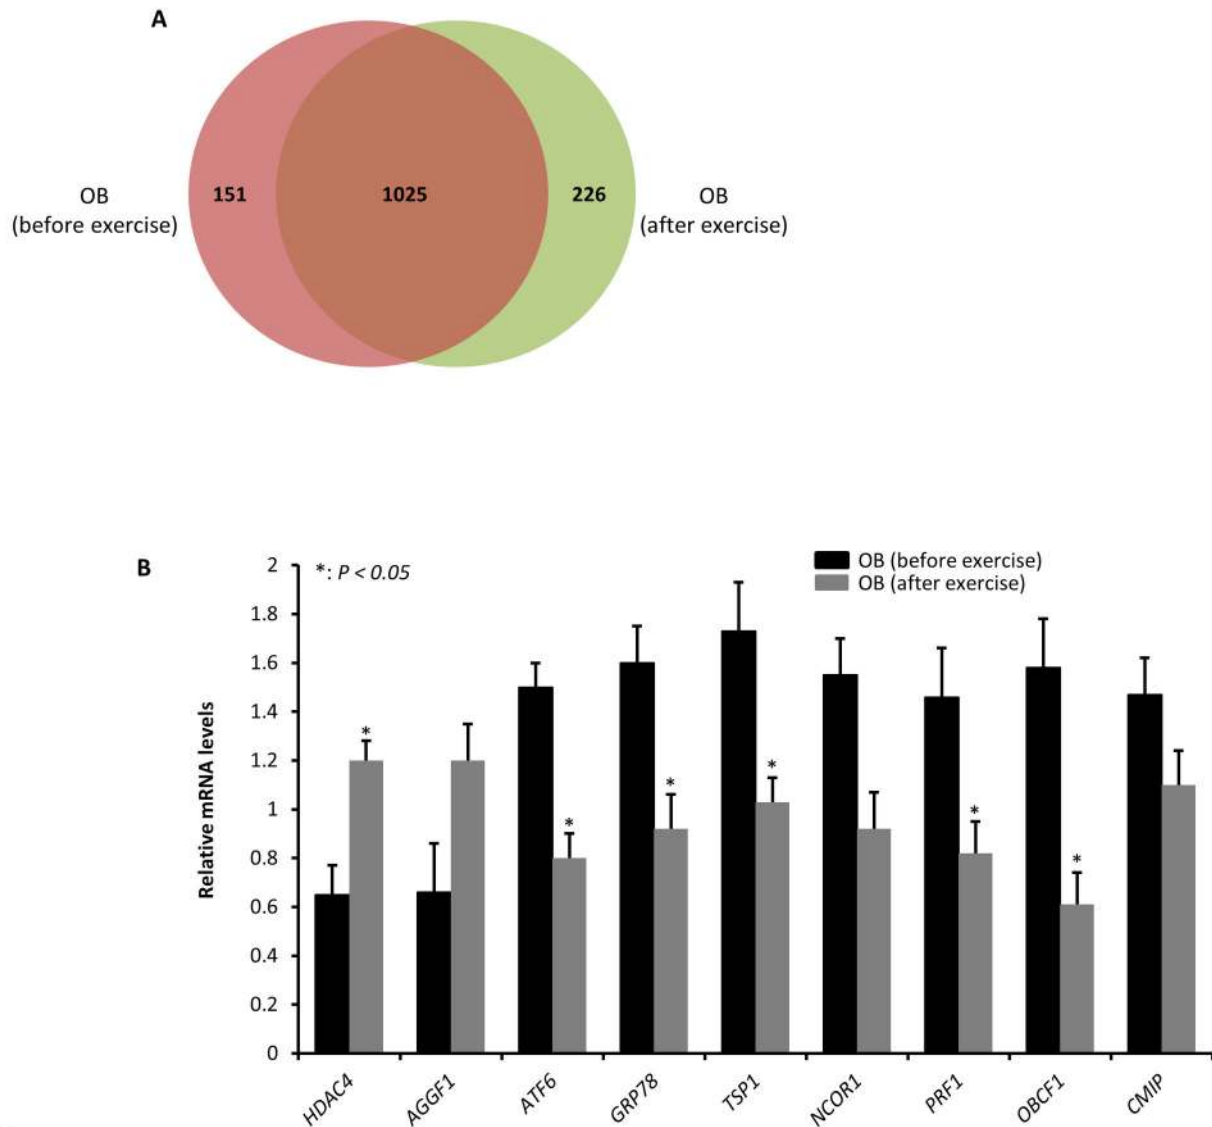 A
OB
(before exercise)
151
1025
226
OB
(after exercise)
B
*: P < 0.05
OB (before exercise)
OB (after exercise)
Relative mRNA levels
2
1.8
1.6
1.4
1.2
1
0.8
0.6
0.4
0.2
0
*
*
*
*
*
*
HDAC4
AGGF1
ATF6
GRP78
TSP1
NCOR1
PRF1
OBCF1
CMIP